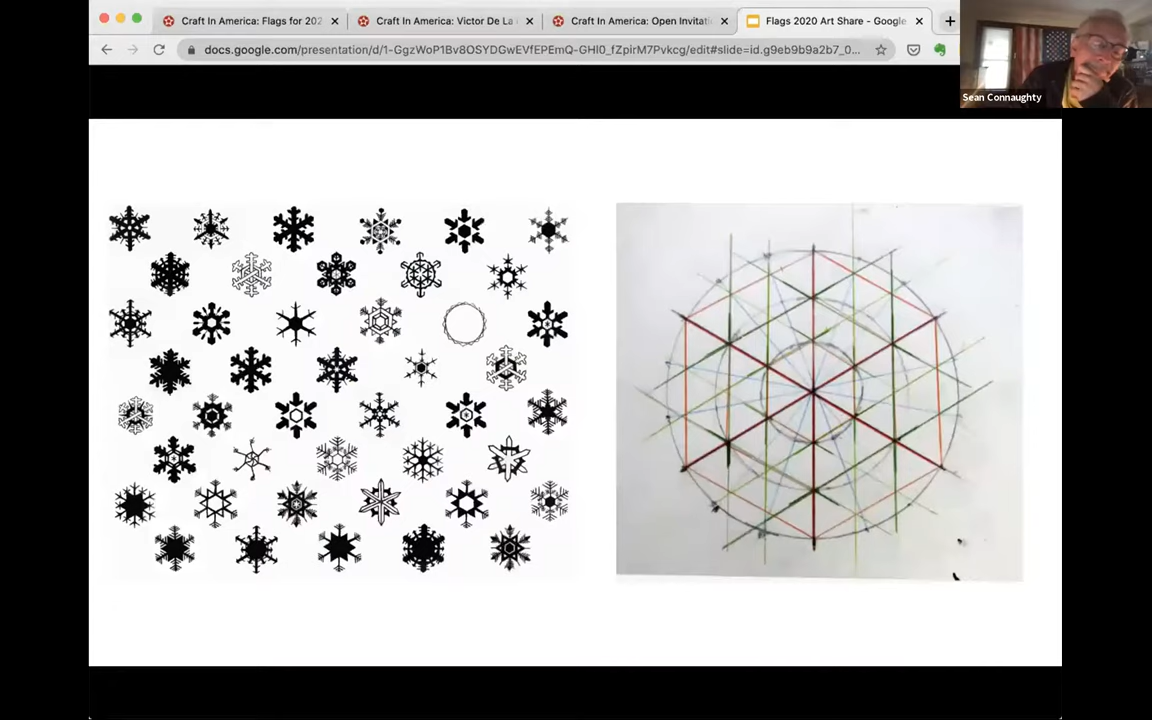 Craft In America: Flags for 202
Craft In America: Victor De La
Craft In America: Open Invitati
Flags 2020 Art Share - Google
docs.google.com/presentation/d/1-GgzWoP1Bv8OSYDGwEVfEPEmQ-GHl0_fZpirM7Pvkcg/edit#slide=id.g9eb9b9a2b7_0...
Sean Connaughty